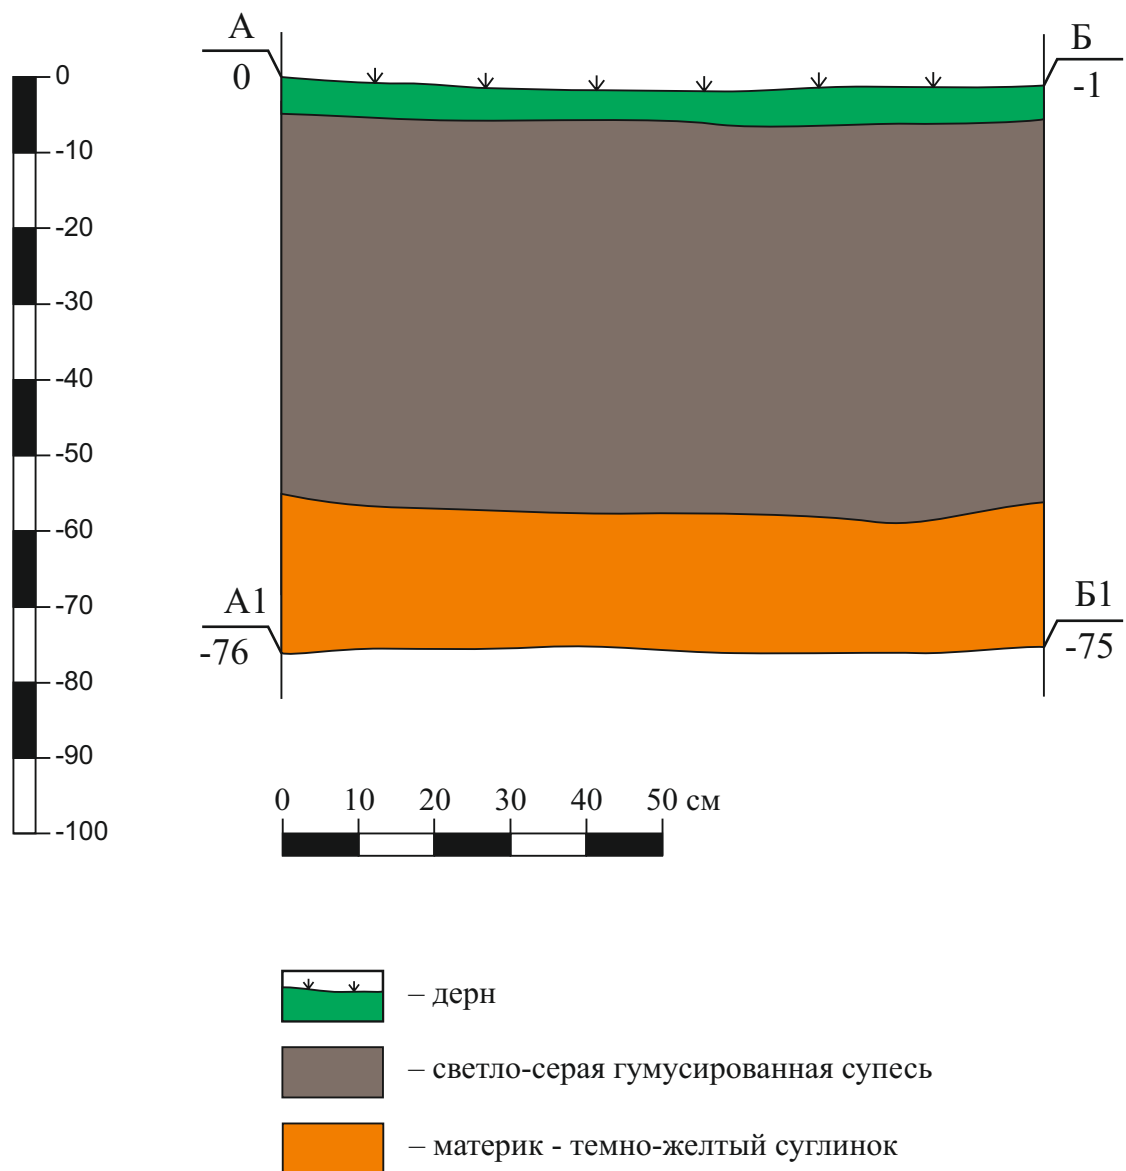 А
0
Б
-1
0
-10
-20
-30
-40
-50
-60
-70
-80
-90
-100
А1
-76
Б1
-75
0 10 20 30 40 50 см
– дерн
– светло-серая гумусированная супесь
– материк - темно-желтый суглинок